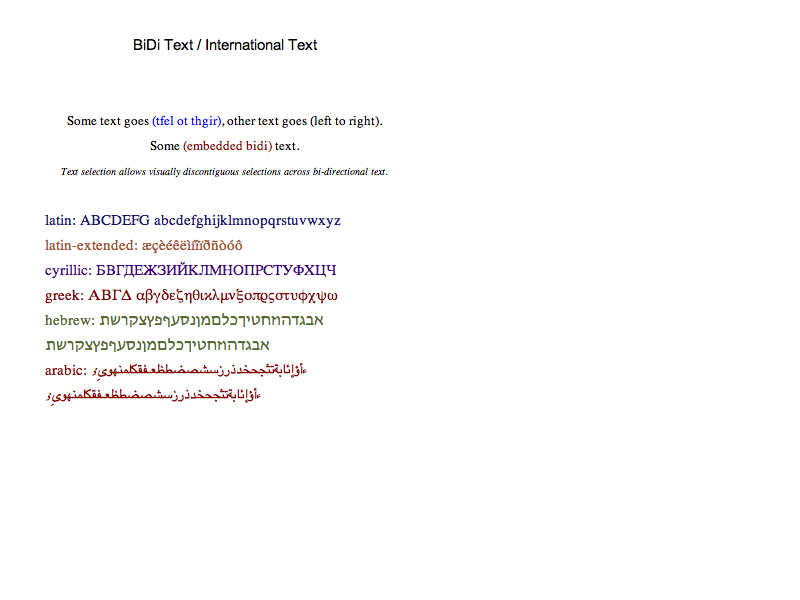 BiDi Text / International Text
Some text goes (tfel ot thgir), other text goes (left to right).
Some (embedded bidi) text.
Text selection allows visually discontiguous selections across bi-directional text.
latin: ABCDEFG abcdefghijklmnopqrstuvwxyz
latin-extended: æçèéêëìíîïðñòóô
cyrillic: БВГДЕЖЗИЙКЛМНОПРСТУФХЦЧ
greek: ΑΒΓΔ αβγδεζηθικλμνξοπρςστυφχψω
hebrew: אבגדהוזחטיךכלםמןנסעףפץצקרשת
אבגדהוזחטיךכלםמןנסעףפץצקרשת
arabic: ءأؤإئابةتثجحخدذرزسشصضطظعفقكلمنهوي
ءأؤإئابةتثجحخدذرزسشصضطظعفقكلمنهوي